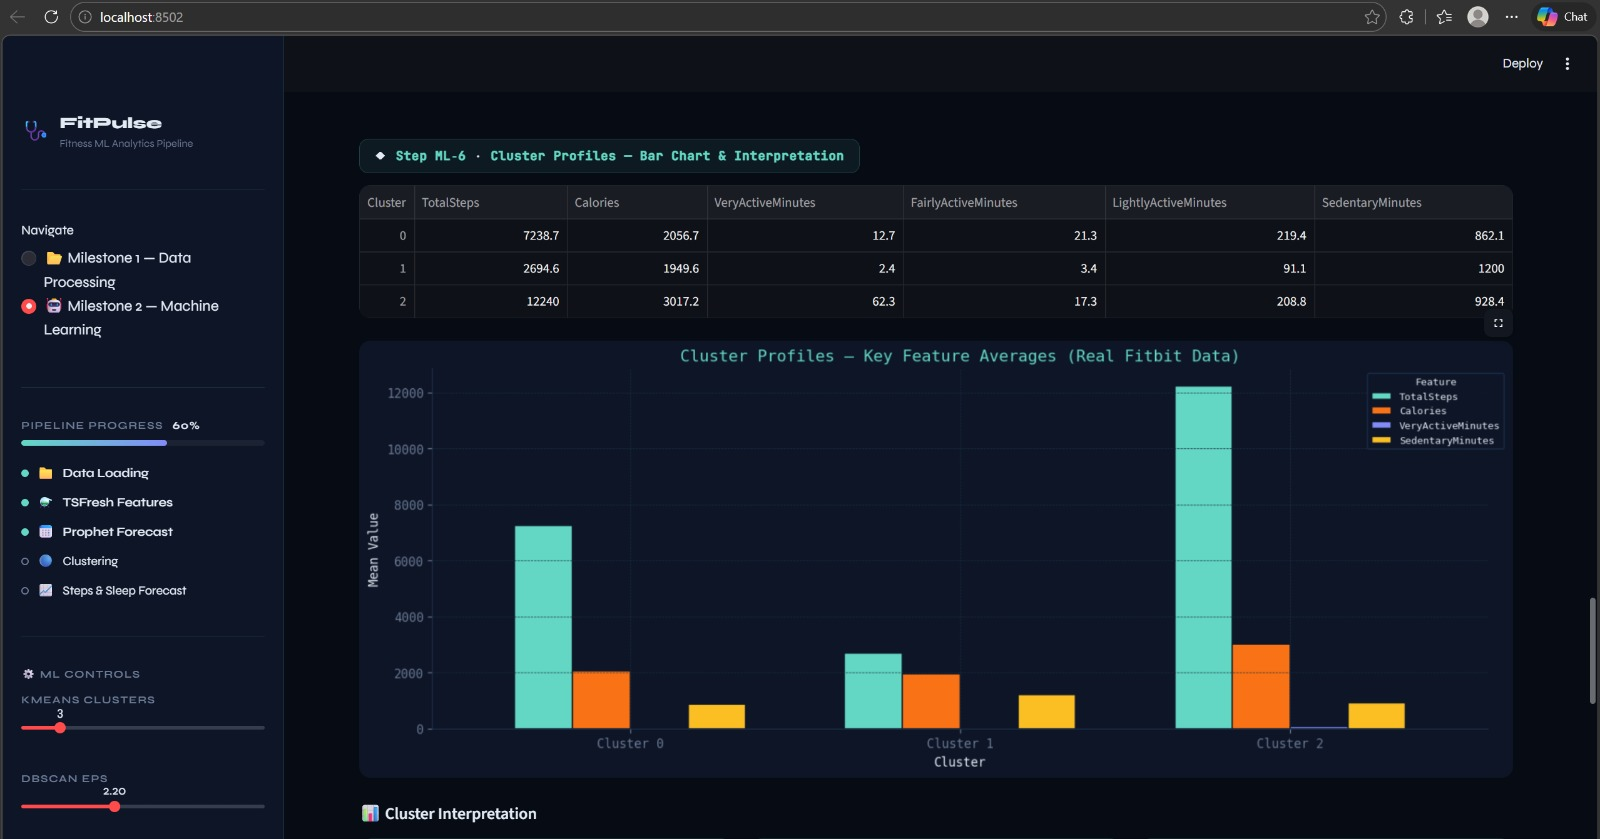 localhost:8502
Chat
Deploy
FitPulse
Fitness ML Analytics Pipeline
Navigate
Milestone 1 — Data
Processing
Milestone 2 — Machine
Learning
PIPELINE PROGRESS 60%
Data Loading
TSFresh Features
Prophet Forecast
Clustering
Steps & Sleep Forecast
ML CONTROLS
KMEANS CLUSTERS
3
DBSCAN EPS
2.20
Step ML-6 · Cluster Profiles — Bar Chart & Interpretation
Cluster TotalSteps Calories VeryActiveMinutes FairlyActiveMinutes LightlyActiveMinutes SedentaryMinutes
0 7238.7 2056.7 12.7 21.3 219.4 862.1
1 2694.6 1949.6 2.4 3.4 91.1 1200
2 12240 3017.2 62.3 17.3 208.8 928.4
Cluster Profiles — Key Feature Averages (Real Fitbit Data)
Feature
TotalSteps
Calories
VeryActiveMinutes
SedentaryMinutes
Mean Value
12000
10000
8000
6000
4000
2000
0
Cluster 0 Cluster 1 Cluster 2
Cluster
Cluster Interpretation